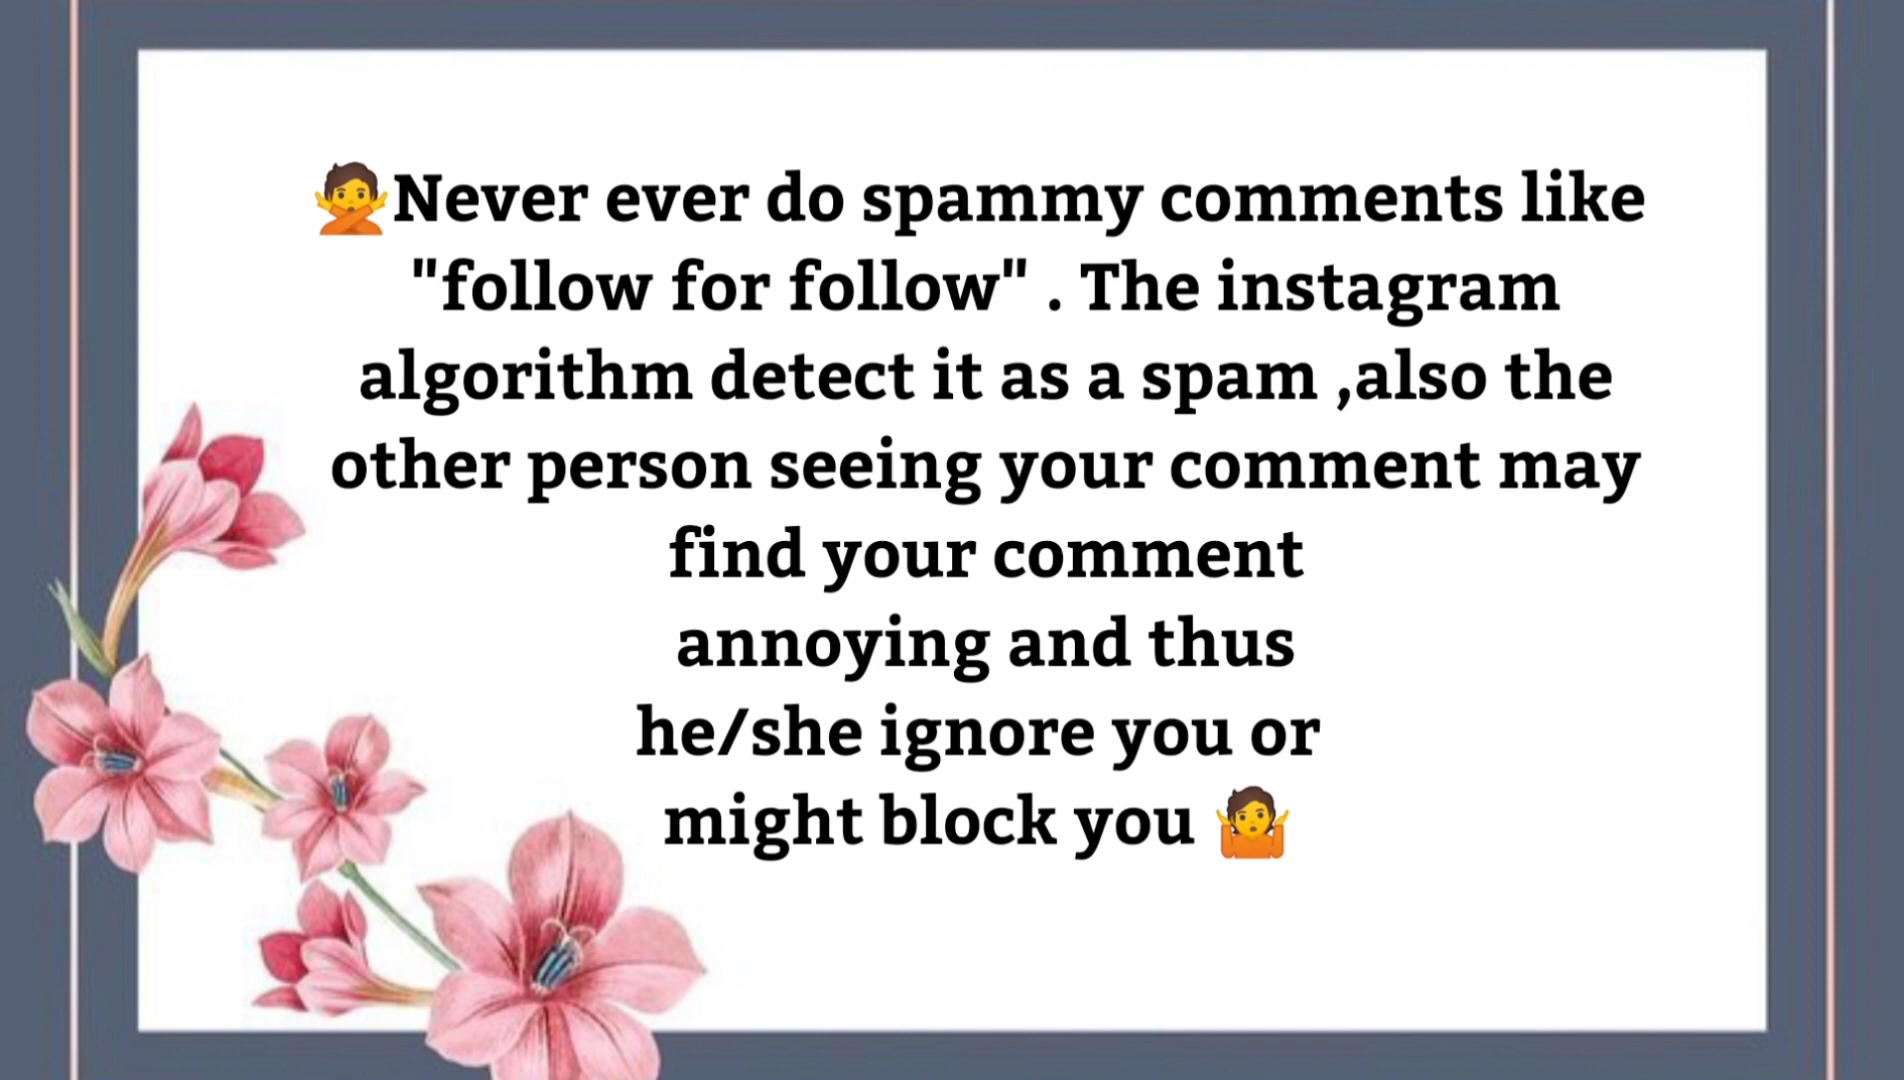 🙅Never ever do spammy comments like
"follow for follow" . The instagram
algorithm detect it as a spam ,also the
other person seeing your comment may
find your comment
annoying and thus
he/she ignore you or
might block you 🤷